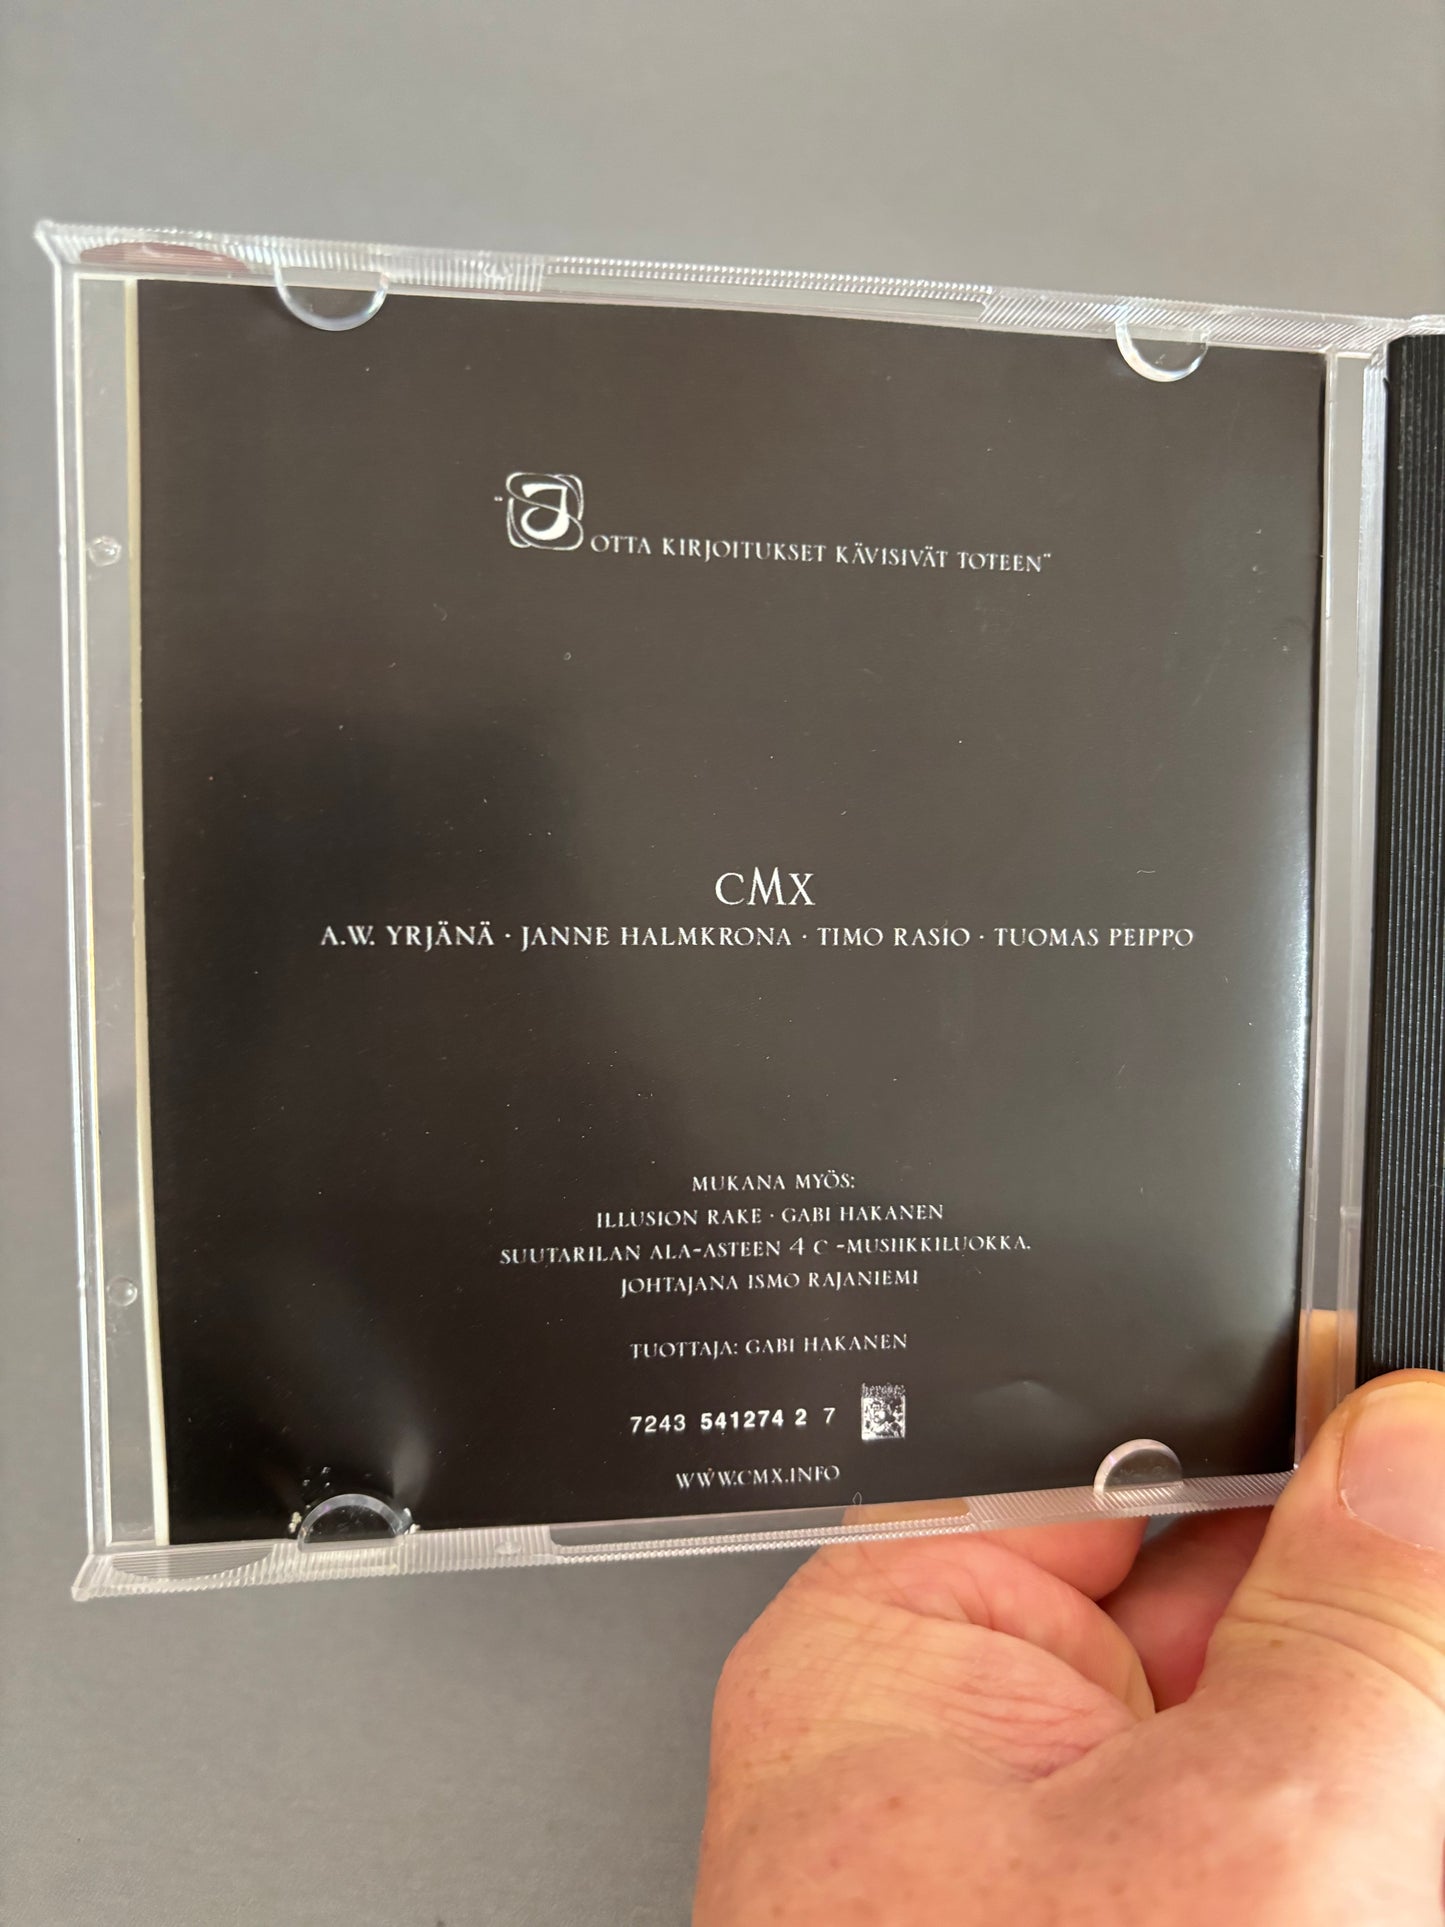 "JOTTA KIRJOITUKSET KÄVISIVÄT TOTEEN"
CMX
A.W. YRJÄNÄ · JANNE HALMKRONA · TIMO RASIO · TUOMAS PEIPPO
MUKANA MYÖS:
ILLUSION RAKE · GABI HAKANEN
SUUTARILAN ALA-ASTEEN 4 C -MUSIIKKILUOKKA.
JOHTAJANA ISMO RAJANIEMI
TUOTTAJA: GABI HAKANEN
7243 541274 2 7
WWW.CMX.INFO